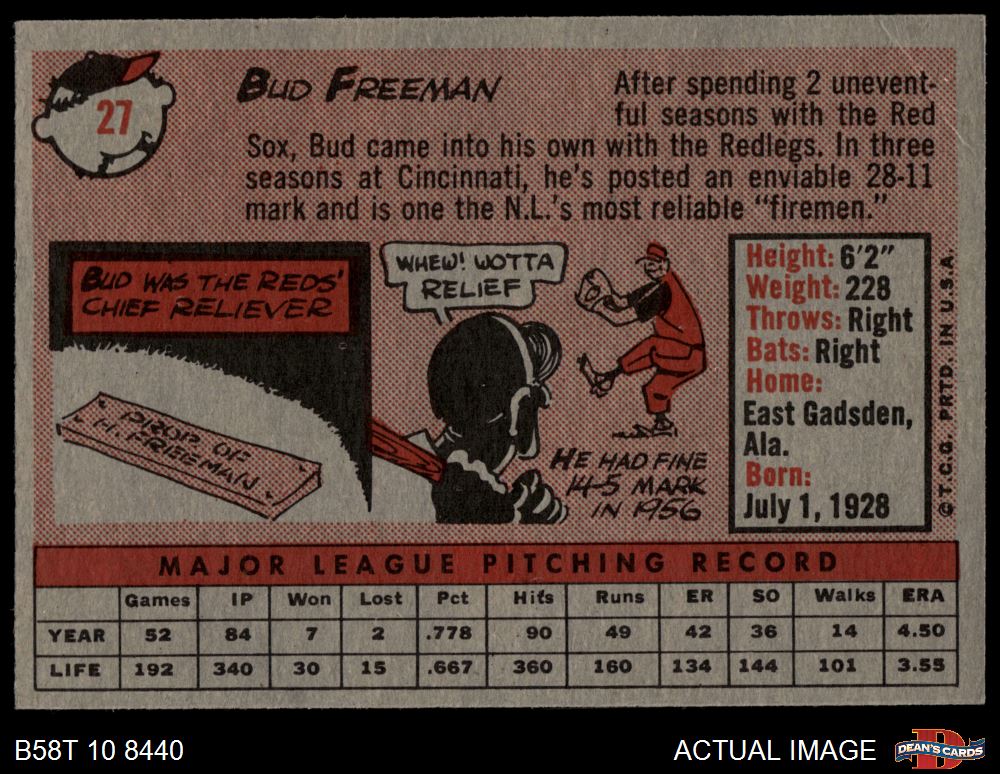 27
BUD FREEMAN
After spending 2 unevent-
ful seasons with the Red
Sox, Bud came into his own with the Redlegs. In three
seasons at Cincinnati, he's posted an enviable 28-11
mark and is one the N.L.'s most reliable "firemen."
BUD WAS THE REDS'
CHIEF RELIEVER
WHEW! WOTTA
RELIEF
PROP. OF
H. FREEMAN
HE HAD FINE
14-5 MARK
IN 1956
Height: 6'2"
Weight: 228
Throws: Right
Bats: Right
Home:
East Gadsden,
Ala.
Born:
July 1, 1928
© T.C.G. PRTD. IN U.S.A.
MAJOR LEAGUE PITCHING RECORD
Games IP Won Lost Pct Hits Runs ER SO Walks ERA
YEAR 52 84 7 2 .778 90 49 42 36 14 4.50
LIFE 192 340 30 15 .667 360 160 134 144 101 3.55
B58T 10 8440
ACTUAL IMAGE
DEAN'S CARDS